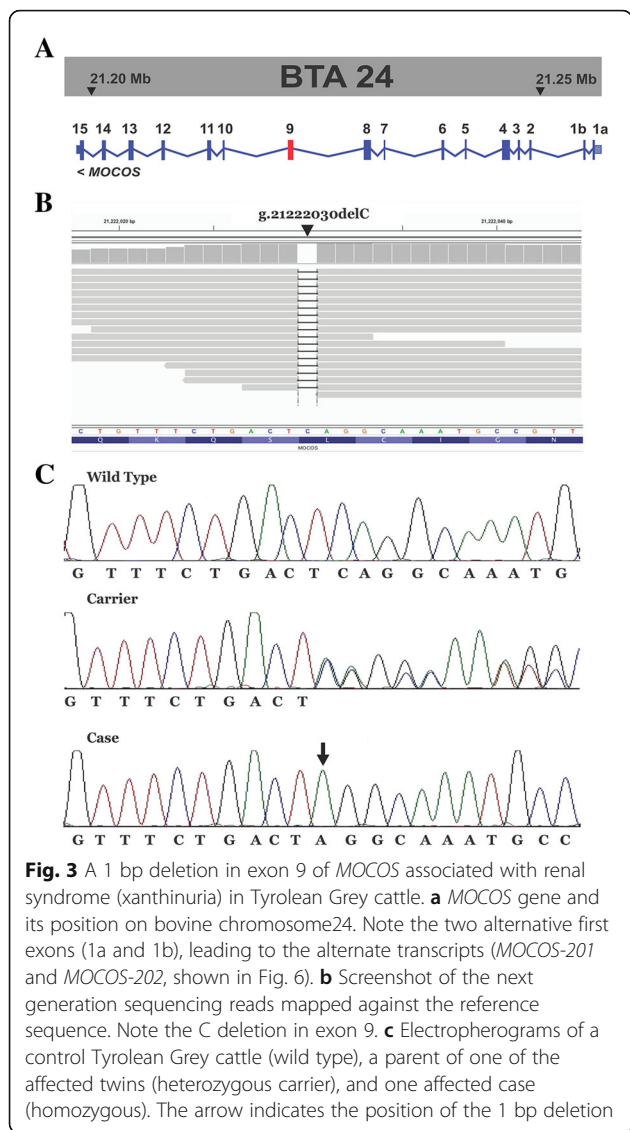 A
BTA 24
21.20 Mb
21.25 Mb
15 14 13 12 11 10 9 8 7 6 5 4 3 2 1b 1a
< MOCOS
B
g.21222030delC
21,222,020 bp
21,222,040 bp
C T G T T T C T G A C T C A G G C A A A T G C C G T T
Q K Q S L C I G N
MOCOS
C
Wild Type
G T T T C T G A C T C A G G C A A A T G
Carrier
G T T T C T G A C T
Case
G T T T C T G A C T A G G C A A A T G C C
Fig. 3 A 1 bp deletion in exon 9 of MOCOS associated with renal
syndrome (xanthinuria) in Tyrolean Grey cattle. a MOCOS gene and
its position on bovine chromosome24. Note the two alternative first
exons (1a and 1b), leading to the alternate transcripts (MOCOS-201
and MOCOS-202, shown in Fig. 6). b Screenshot of the next
generation sequencing reads mapped against the reference
sequence. Note the C deletion in exon 9. c Electropherograms of a
control Tyrolean Grey cattle (wild type), a parent of one of the
affected twins (heterozygous carrier), and one affected case
(homozygous). The arrow indicates the position of the 1 bp deletion